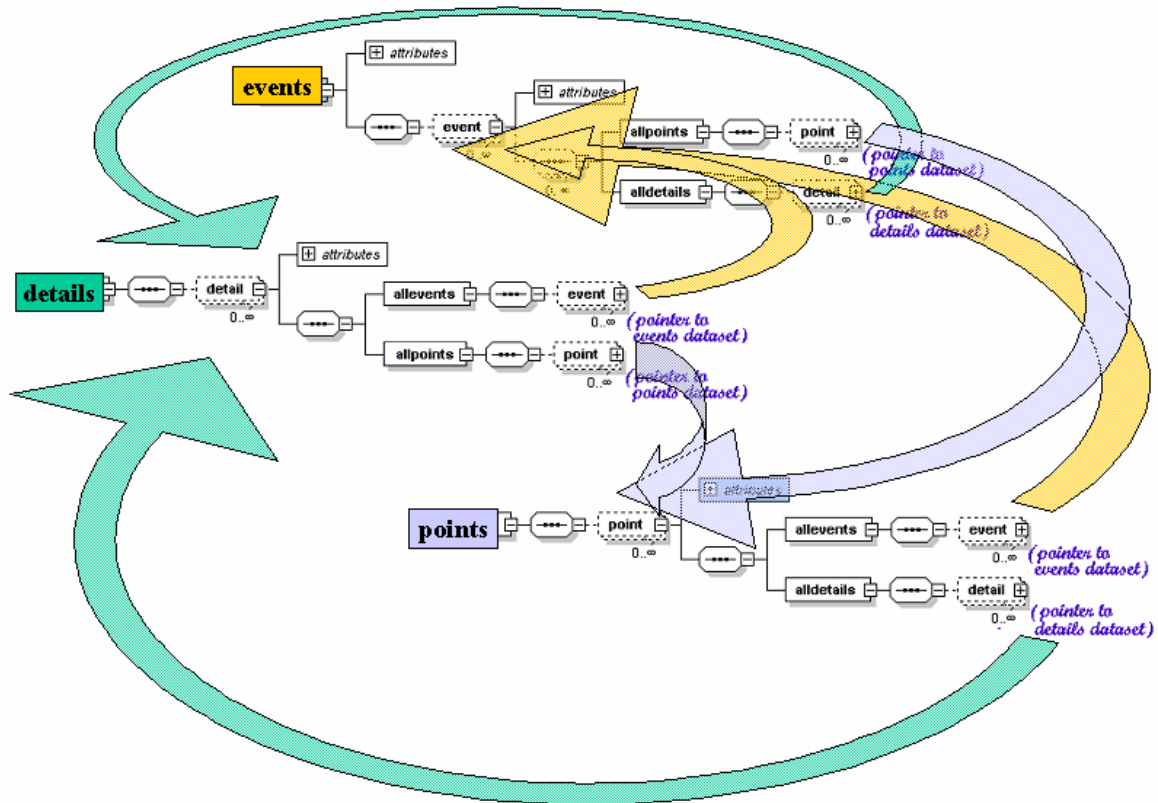 attributes
events
attributes
event
allpoints
point
0..∞
0..∞
0..∞
(pointer to
points dataset)
alldetails
detail
0..∞
(pointer to
details dataset)
attributes
details
detail
0..∞
allevents
event
0..∞
(pointer to
events dataset)
allpoints
point
0..∞
(pointer to
points dataset)
attributes
points
point
0..∞
allevents
event
0..∞
(pointer to
events dataset)
alldetails
detail
0..∞
(pointer to
details dataset)